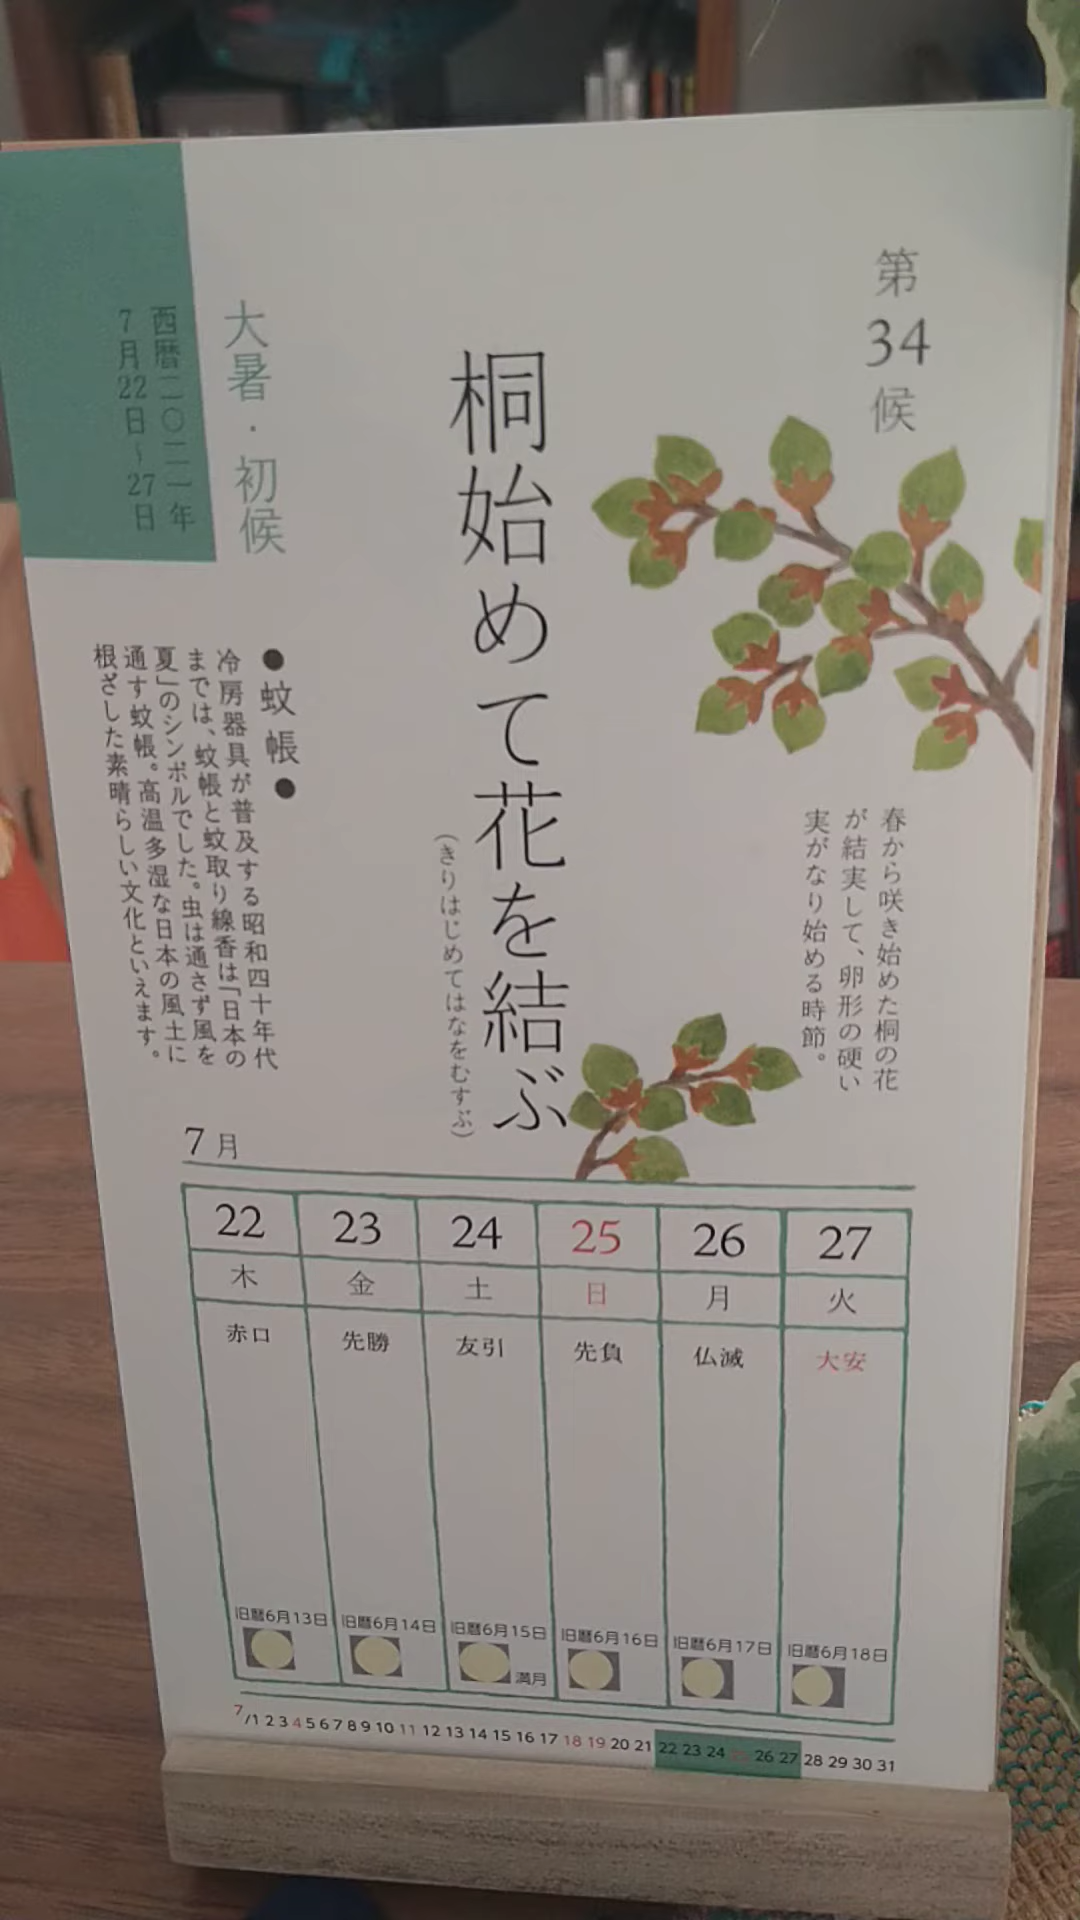 第34候
春から咲き始めた桐の花
が結実して、卵形の硬い
実がなり始める時節。
桐始めて花を結ぶ
(きりはじめてはなをむすぶ)
大暑・初候
西暦二〇二一年
7月22日〜27日
●蚊帳●
冷房器具が普及する昭和四十年代
までは、蚊帳と蚊取り線香は「日本の
夏」のシンボルでした。虫は通さず風を
通す蚊帳。高温多湿な日本の風土に
根ざした素晴らしい文化といえます。
7月
22 23 24 25 26 27
木 金 土 日 月 火
赤口 先勝 友引 先負 仏滅 大安
旧暦6月13日 旧暦6月14日 旧暦6月15日 旧暦6月16日 旧暦6月17日 旧暦6月18日
満月
7/1 2 3 4 5 6 7 8 9 10 11 12 13 14 15 16 17 18 19 20 21 22 23 24 25 26 27 28 29 30 31